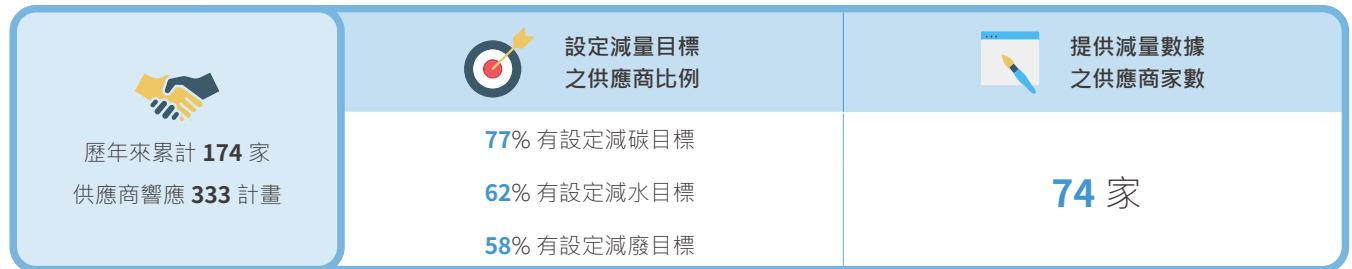 歷年來累計 174 家
供應商響應 333 計畫
設定減量目標
之供應商比例
77% 有設定減碳目標
62% 有設定減水目標
58% 有設定減廢目標
提供減量數據
之供應商家數
74 家